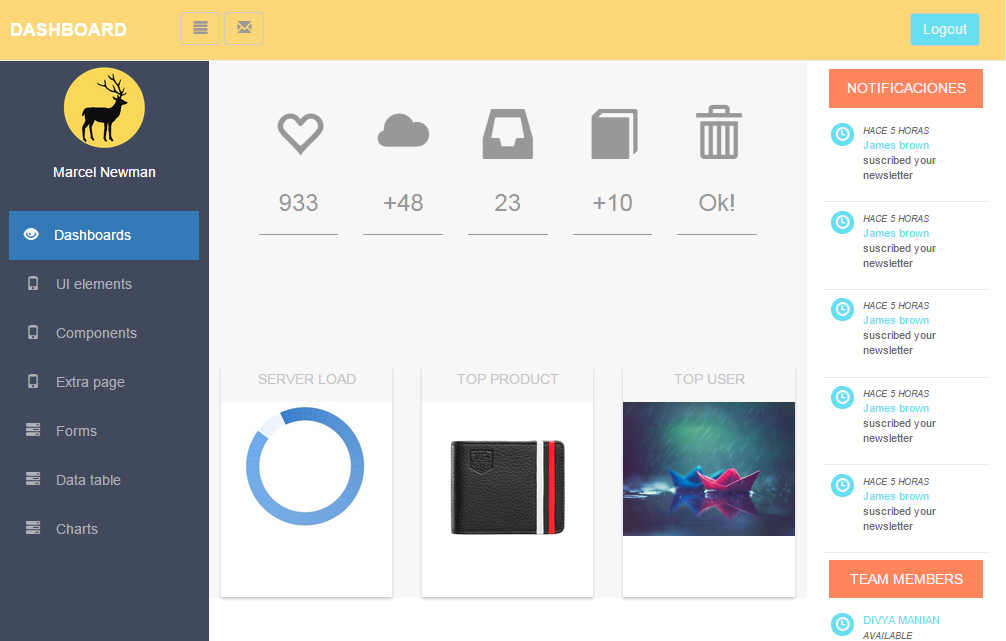 DASHBOARD
Logout
Marcel Newman
Dashboards
UI elements
Components
Extra page
Forms
Data table
Charts
933
+48
23
+10
Ok!
SERVER LOAD
TOP PRODUCT
TOP USER
NOTIFICACIONES
HACE 5 HORAS
James brown
suscribed your
newsletter
HACE 5 HORAS
James brown
suscribed your
newsletter
HACE 5 HORAS
James brown
suscribed your
newsletter
HACE 5 HORAS
James brown
suscribed your
newsletter
HACE 5 HORAS
James brown
suscribed your
newsletter
TEAM MEMBERS
DIVYA MANIAN
AVAILABLE